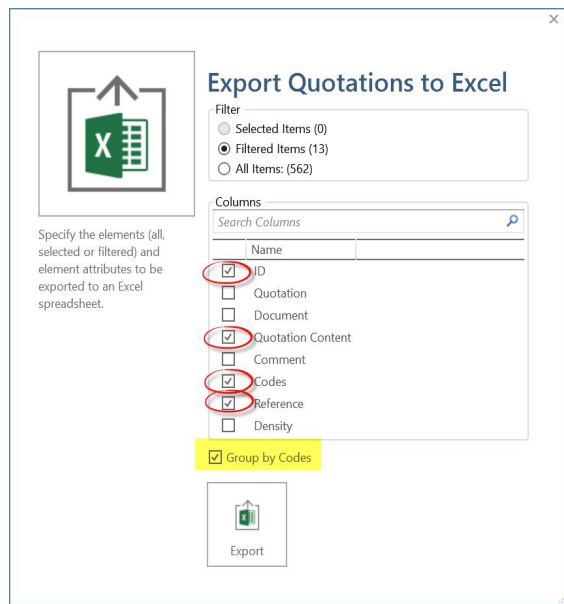 Export Quotations to Excel
Filter
Selected Items (0)
Filtered Items (13)
All Items: (562)
Specify the elements (all,
selected or filtered) and
element attributes to be
exported to an Excel
spreadsheet.
Columns
Search Columns
Name
ID
Quotation
Document
Quotation Content
Comment
Codes
Reference
Density
Group by Codes
Export